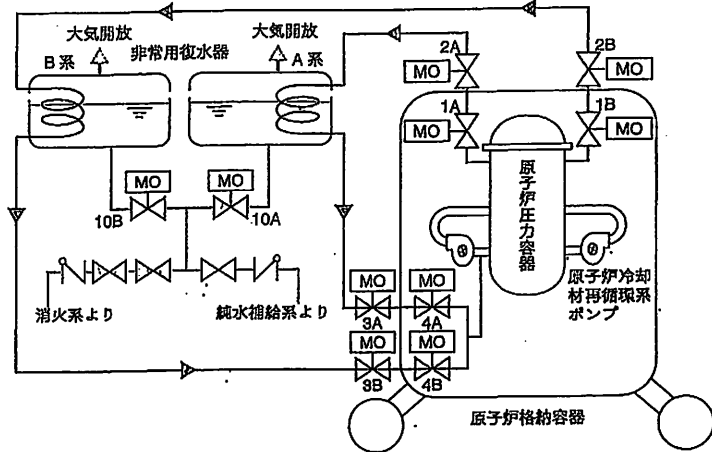 大気開放
大気開放
B系
非常用復水器
A系
2A
2B
MO
MO
1A
1B
MO
MO
原子炉圧力容器
MO
MO
10B
10A
原子炉冷却
材再循環系
ポンプ
消火系より
純水補給系より
MO
MO
3A
4A
MO
MO
3B
4B
原子炉格納容器